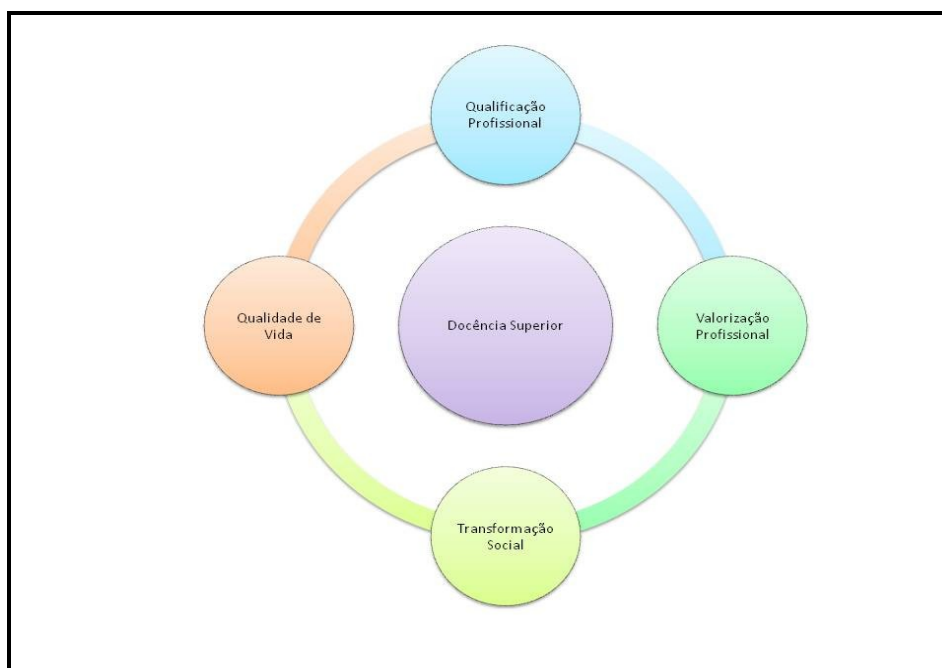 Qualificação
Profissional
Qualidade de
Vida
Docência Superior
Valorização
Profissional
Transformação
Social